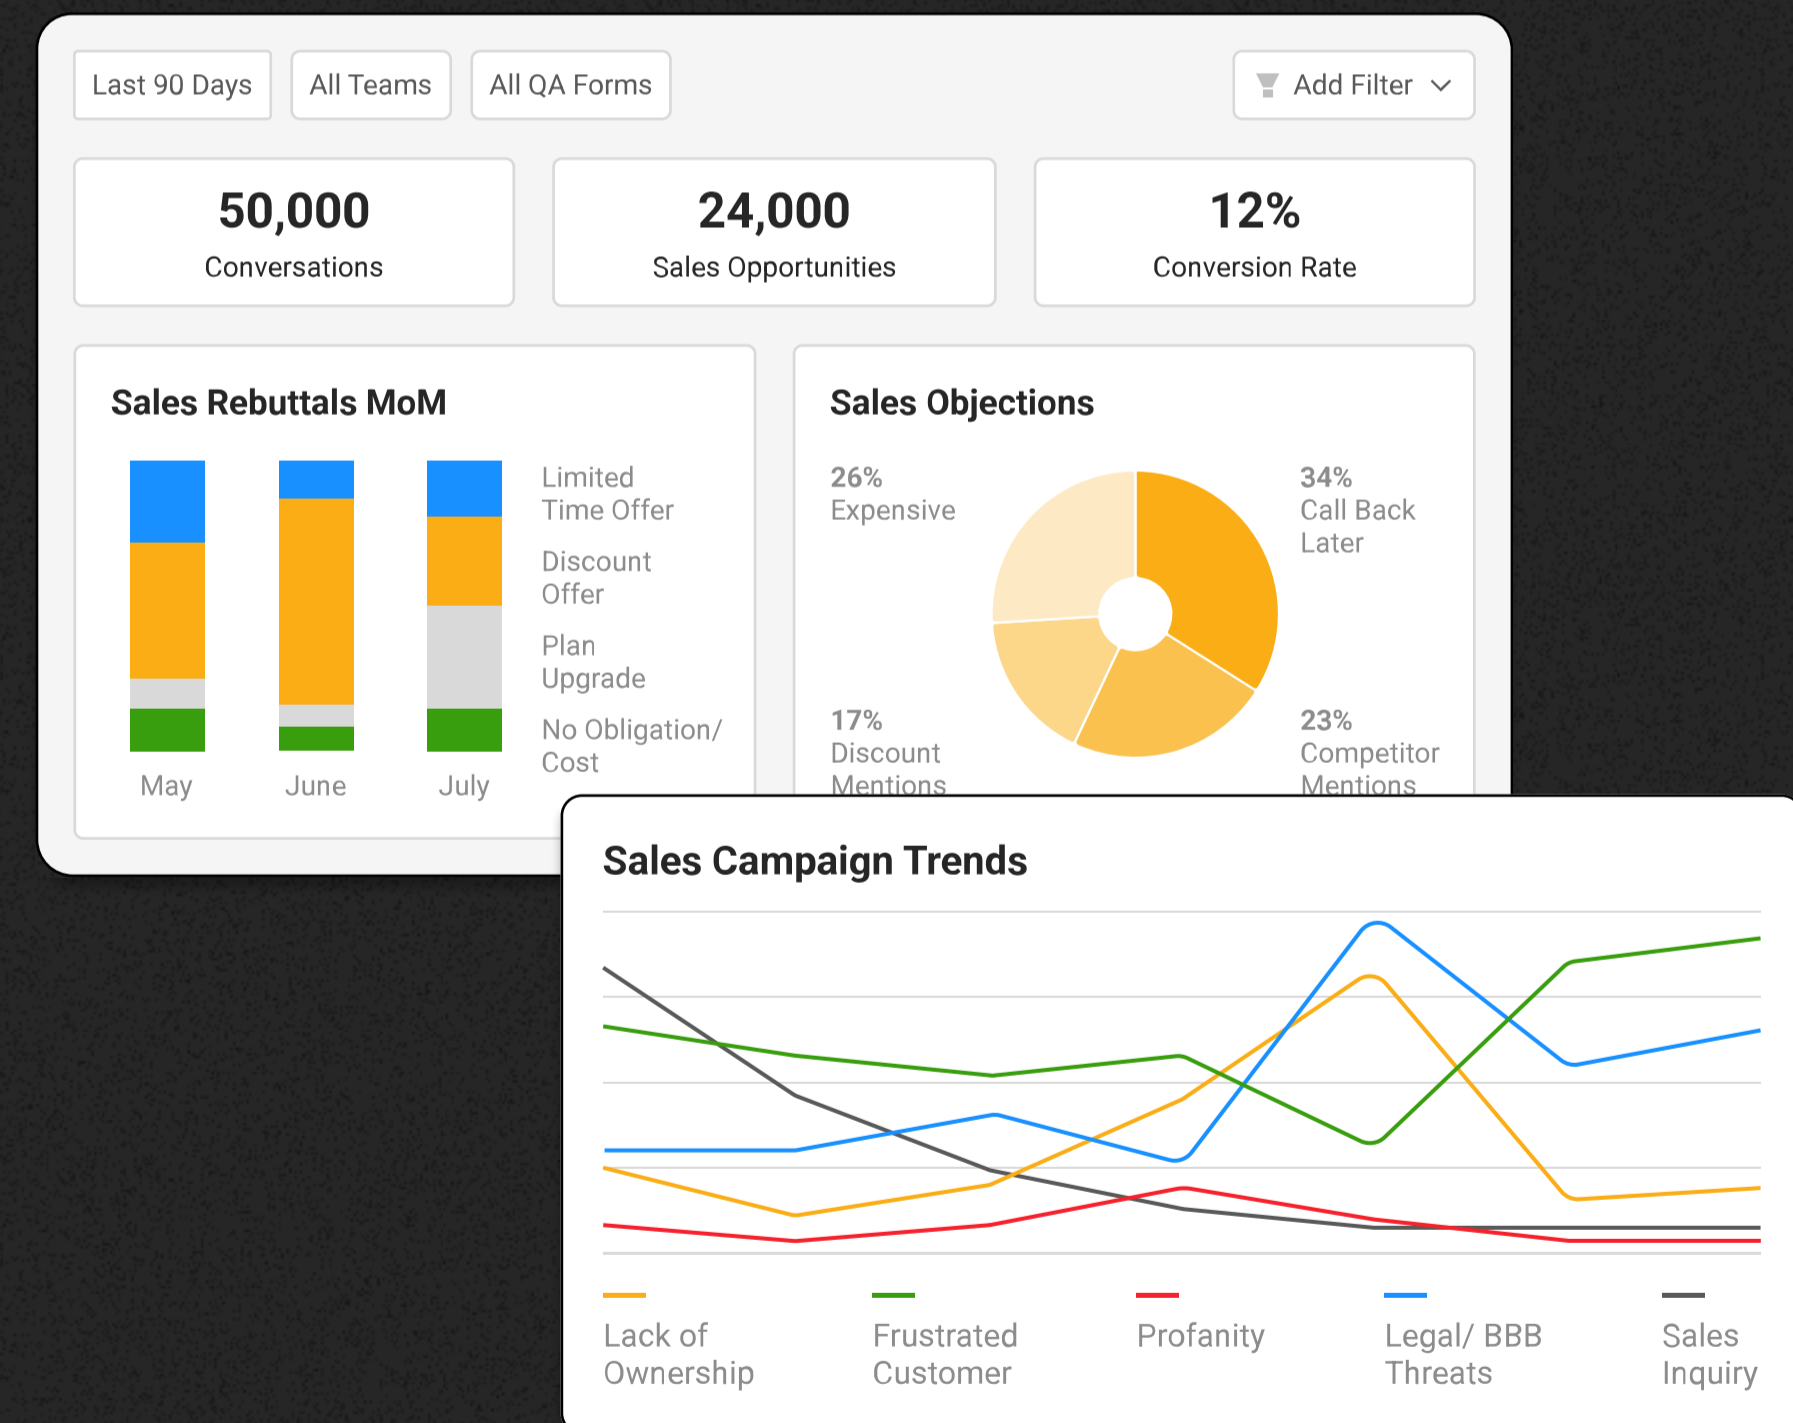 Last 90 Days
All Teams
All QA Forms
Add Filter
50,000
Conversations
24,000
Sales Opportunities
12%
Conversion Rate
Sales Rebuttals MoM
Limited
Time Offer
Discount
Offer
Plan
Upgrade
No Obligation/
Cost
May
June
July
Sales Objections
26%
Expensive
34%
Call Back
Later
17%
Discount
Mentions
23%
Competitor
Mentions
Sales Campaign Trends
Lack of
Ownership
Frustrated
Customer
Profanity
Legal/ BBB
Threats
Sales
Inquiry